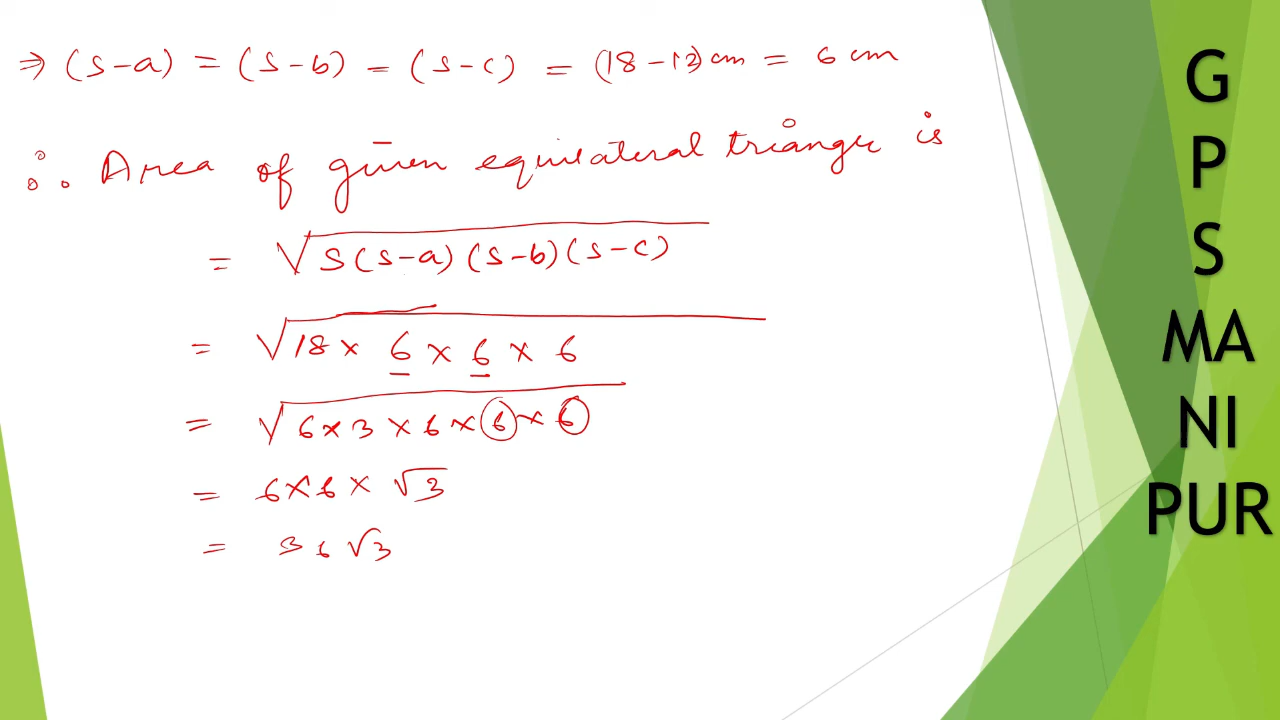 ⇒ (s-a) = (s-b) = (s-c) = (18-12)cm = 6 cm
∴ Area of given equilateral triangle is
= √s(s-a)(s-b)(s-c)
= √18 × 6 × 6 × 6
= √6×3×6×6×6
= 6×6×√3
= 36√3
G
P
S
MA
NI
PUR